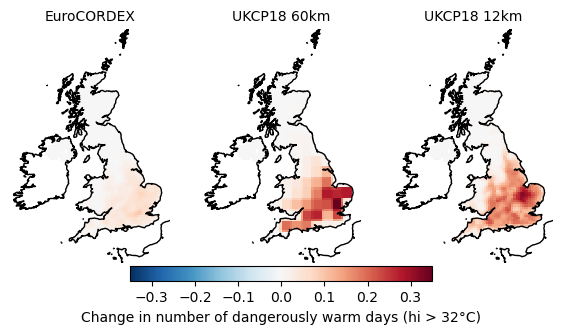 EuroCORDEX UKCP18 60km UKCP18 12km
−0.3 −0.2 −0.1 0.0 0.1 0.2 0.3
Change in number of dangerously warm days (hi > 32°C)